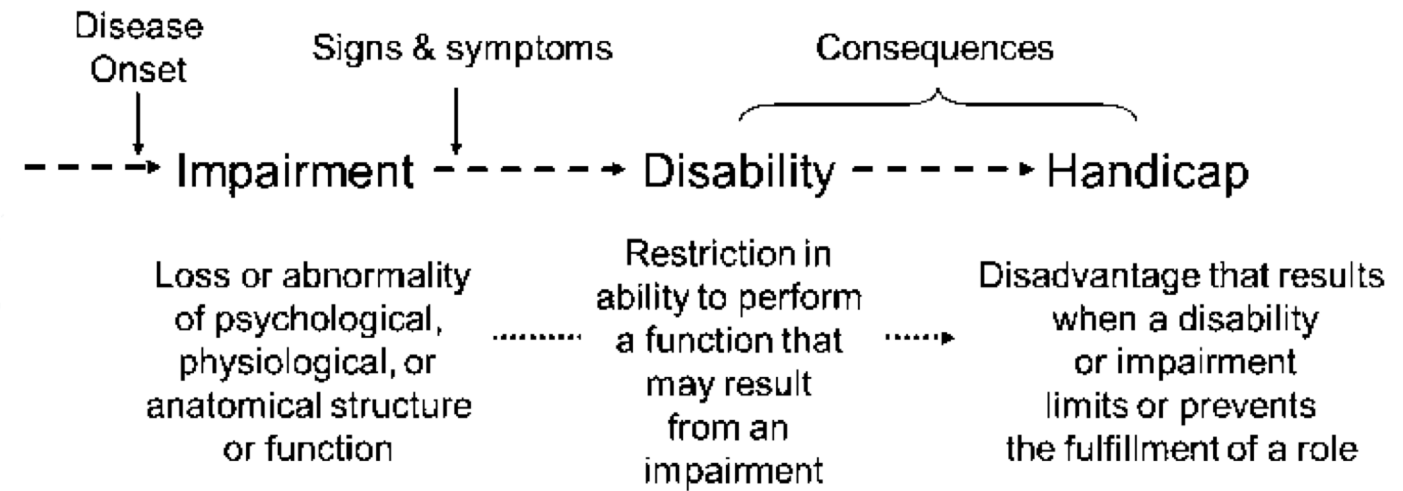 Disease
Onset
Signs & symptoms
Consequences
Impairment
Disability
Handicap
Loss or abnormality
of psychological,
physiological, or
anatomical structure
or function
Restriction in
ability to perform
a function that
may result
from an
impairment
Disadvantage that results
when a disability
or impairment
limits or prevents
the fulfillment of a role